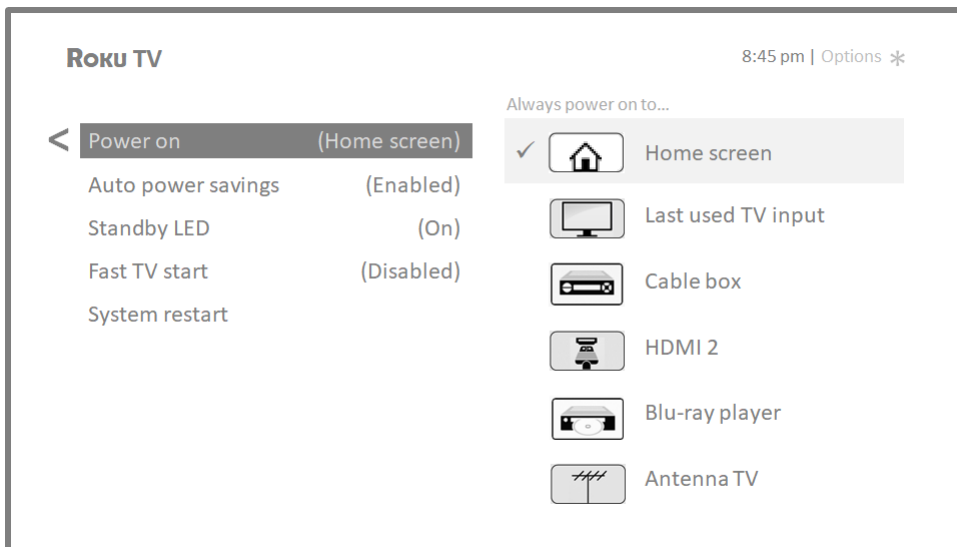 ROKU TV
8:45 pm | Options *
Always power on to...
< Power on (Home screen)
Auto power savings (Enabled)
Standby LED (On)
Fast TV start (Disabled)
System restart
✓ Home screen
Last used TV input
Cable box
HDMI 2
Blu-ray player
Antenna TV